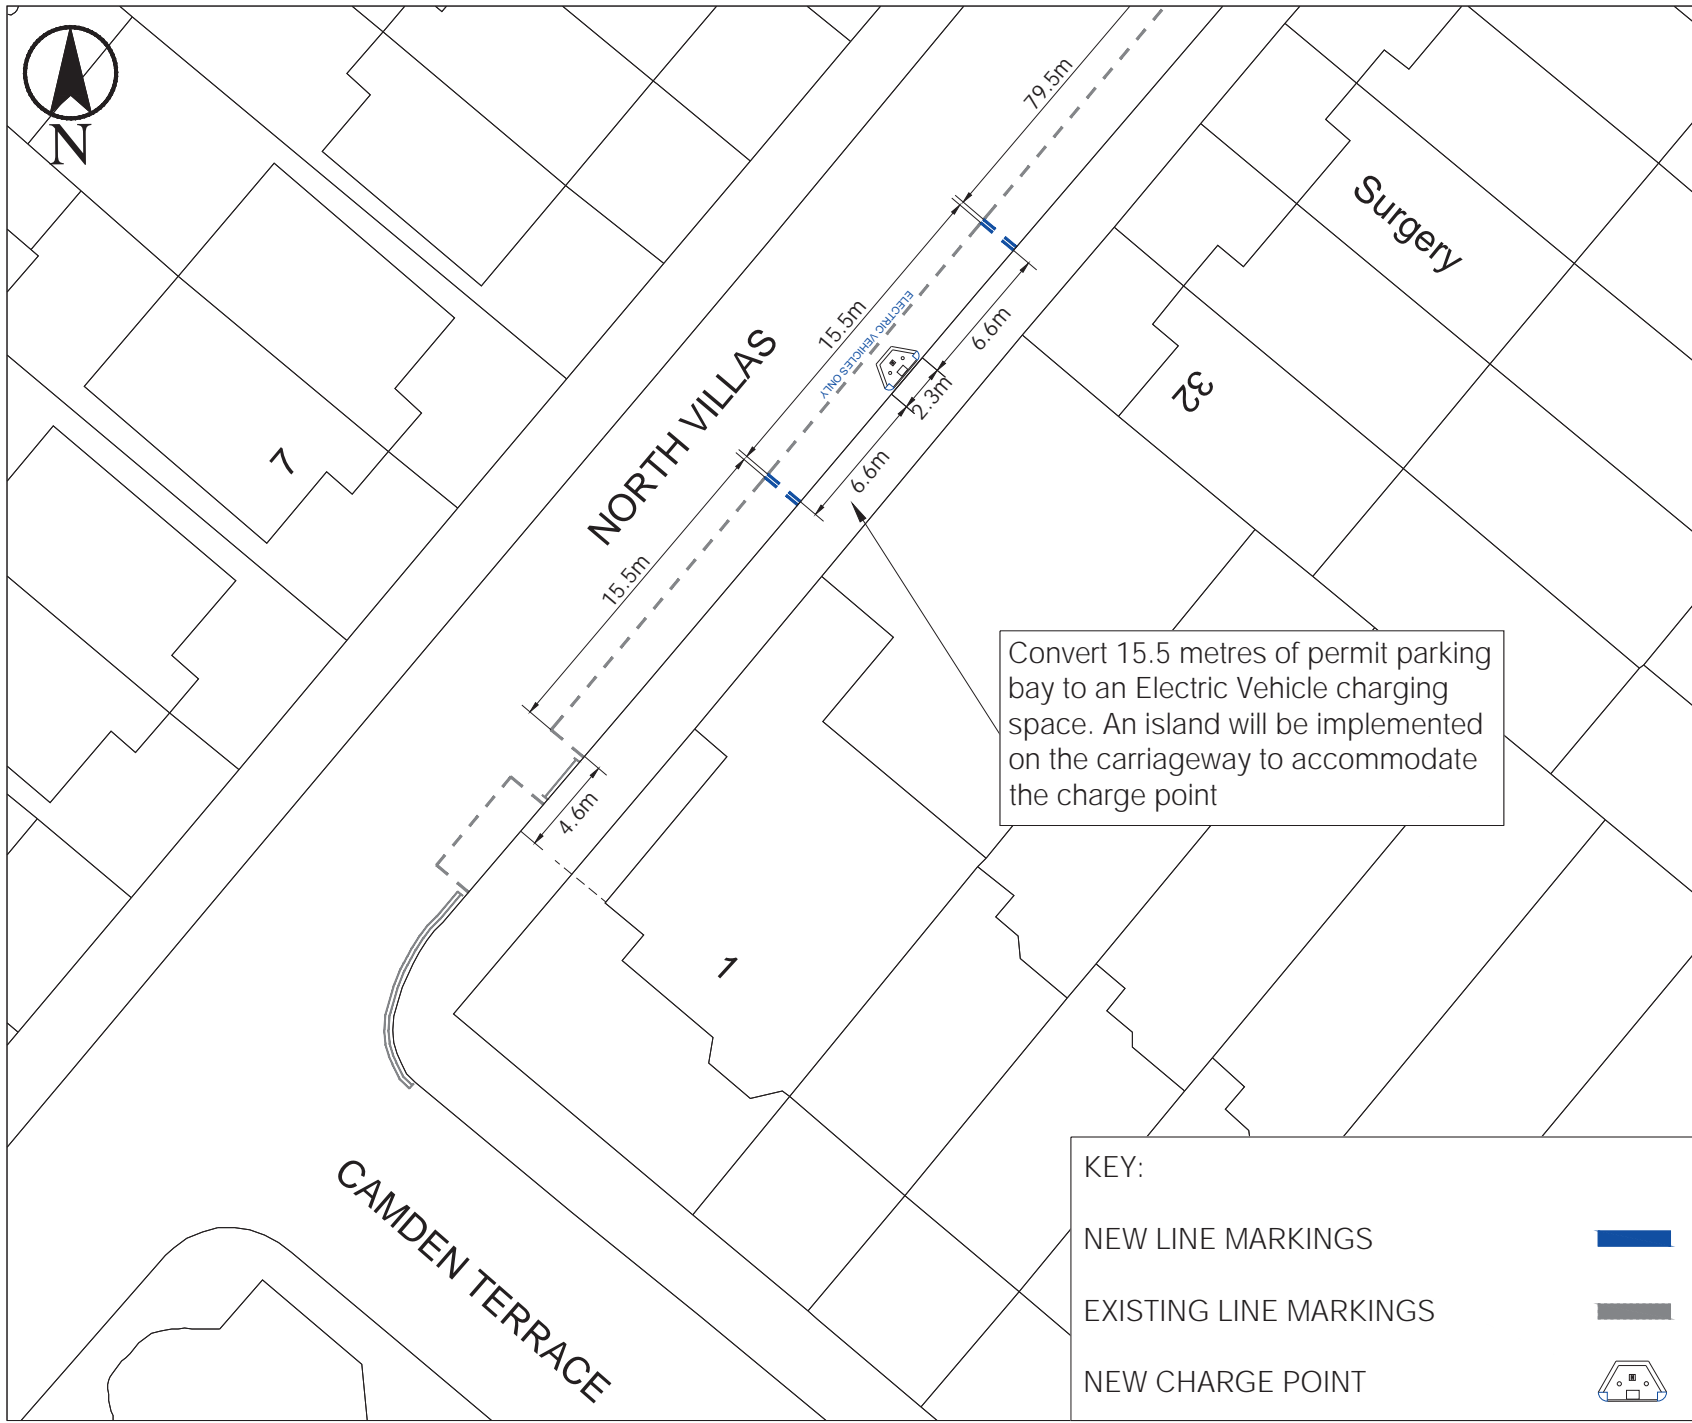 N
79.5m
Surgery
15.5m
ELECTRIC VEHICLES ONLY
6.6m
NORTH VILLAS
2.3m
32
7
6.6m
15.5m
Convert 15.5 metres of permit parking
bay to an Electric Vehicle charging
space. An island will be implemented
on the carriageway to accommodate
the charge point
4.6m
1
CAMDEN TERRACE
KEY:
NEW LINE MARKINGS
EXISTING LINE MARKINGS
NEW CHARGE POINT